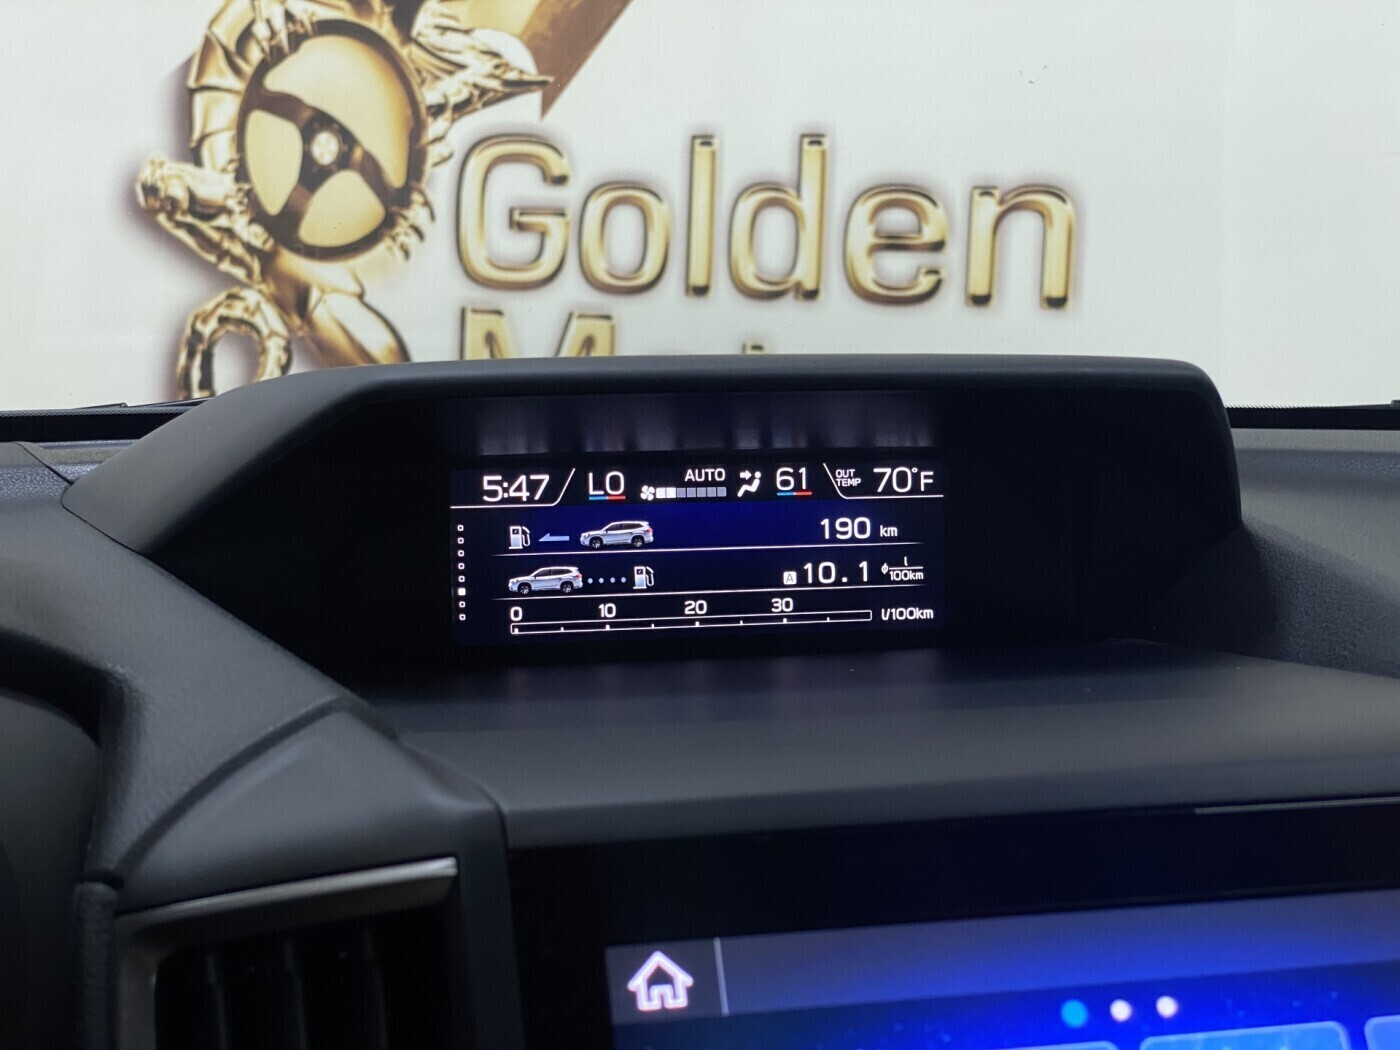 Golden
5:47 LO AUTO 61 OUT TEMP 70°F
190 km
A 10.1 l/100km
0 10 20 30 l/100km